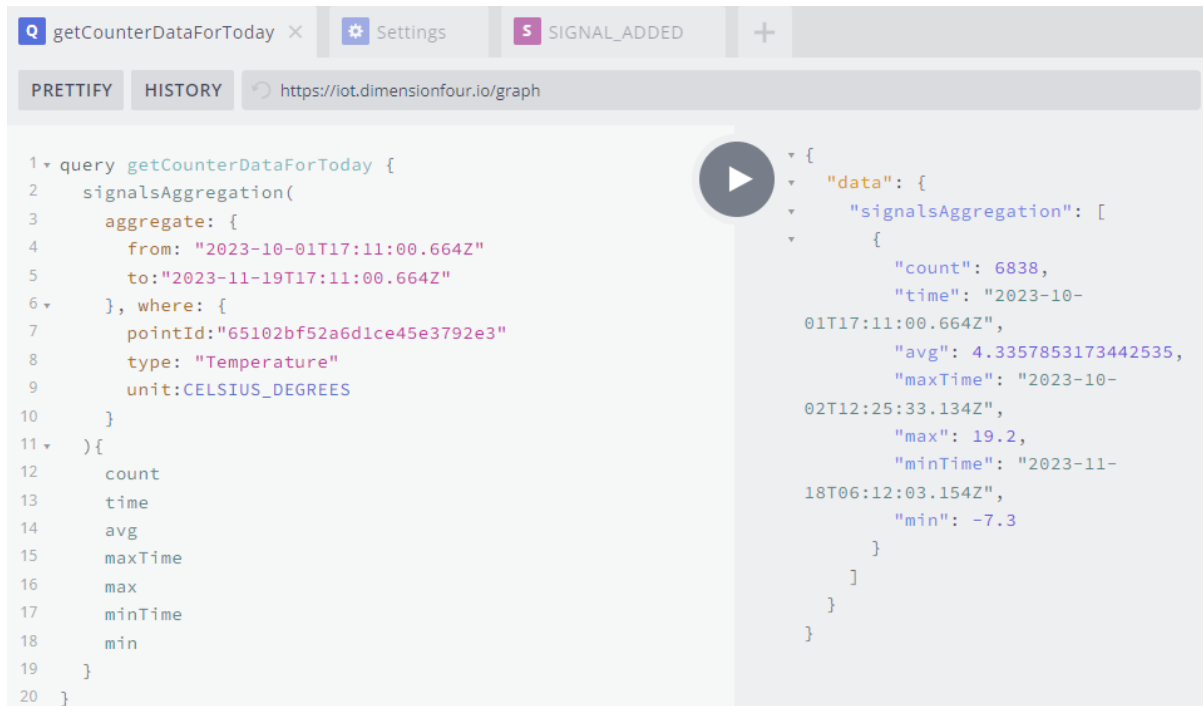 Q getCounterDataForToday × Settings S SIGNAL_ADDED +
PRETTIFY HISTORY https://iot.dimensionfour.io/graph
1 query getCounterDataForToday {
2 signalsAggregation(
3 aggregate: {
4 from: "2023-10-01T17:11:00.664Z"
5 to:"2023-11-19T17:11:00.664Z"
6 }, where: {
7 pointId:"65102bf52a6d1ce45e3792e3"
8 type: "Temperature"
9 unit:CELSIUS_DEGREES
10 }
11 ){
12 count
13 time
14 avg
15 maxTime
16 max
17 minTime
18 min
19 }
20 }
{
"data": {
"signalsAggregation": [
{
"count": 6838,
"time": "2023-10-
01T17:11:00.664Z",
"avg": 4.3357853173442535,
"maxTime": "2023-10-
02T12:25:33.134Z",
"max": 19.2,
"minTime": "2023-11-
18T06:12:03.154Z",
"min": -7.3
}
]
}
}